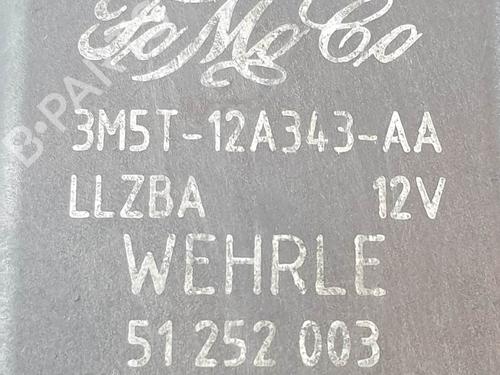 FoMoCo
3M5T-12A343-AA
LLZBA 12V
WEHRLE
51 252 003